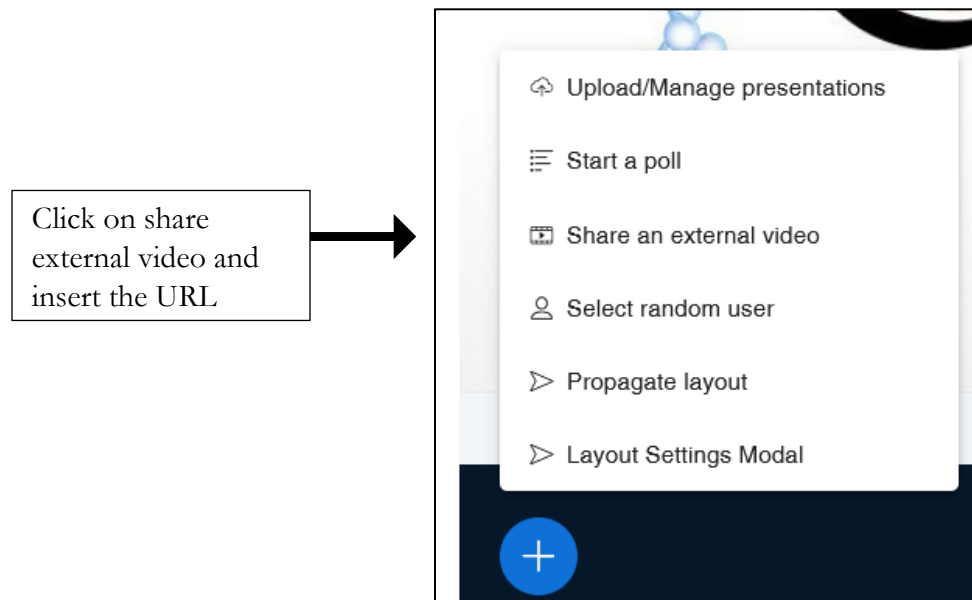 Upload/Manage presentations
Start a poll
Click on share
external video and
insert the URL
Share an external video
Select random user
Propagate layout
Layout Settings Modal